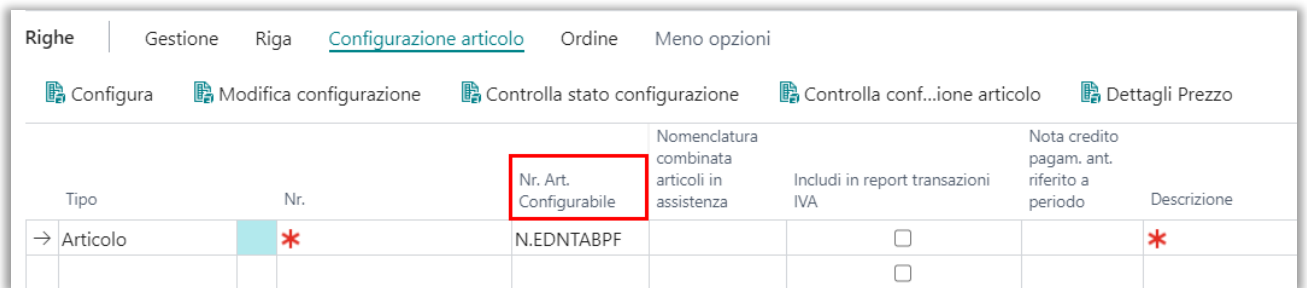 Righe Gestione Riga Configurazione articolo Ordine Meno opzioni
Configura Modifica configurazione Controlla stato configurazione Controlla conf...ione articolo Dettagli Prezzo
Tipo
Nr.
Nr. Art.
Configurabile
Nomenclatura
combinata
articoli in
assistenza
Includi in report transazioni
IVA
Nota credito
pagam. ant.
riferito a
periodo
Descrizione
→ Articolo * N.EDNTABPF *